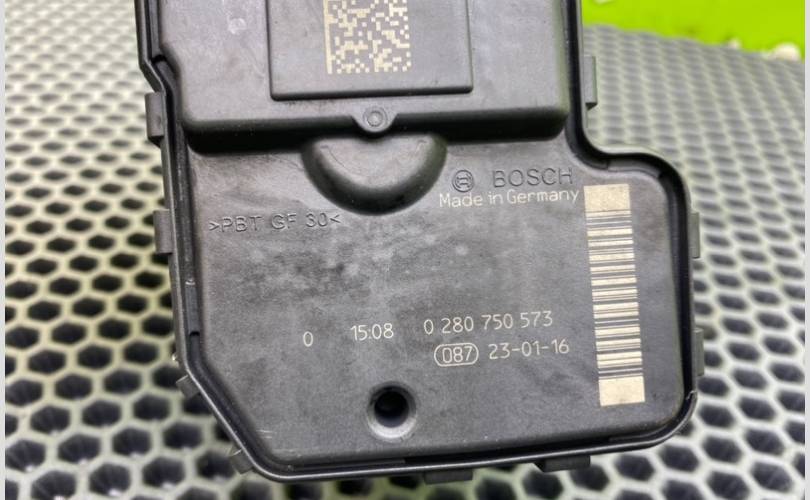 BOSCH
Made in Germany
>PBT GF 30<
0 15:08 0 280 750 573
087 23-01-16